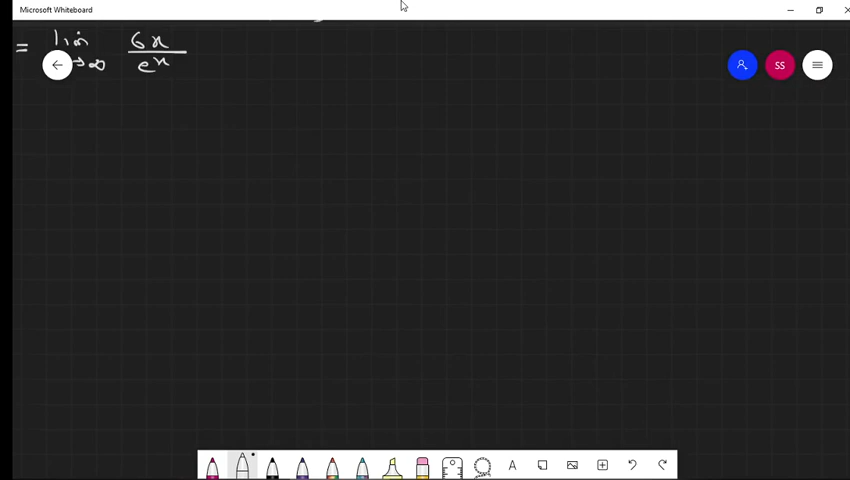 Microsoft Whiteboard
= lim 6x
→ ∞ e^x
SS
A